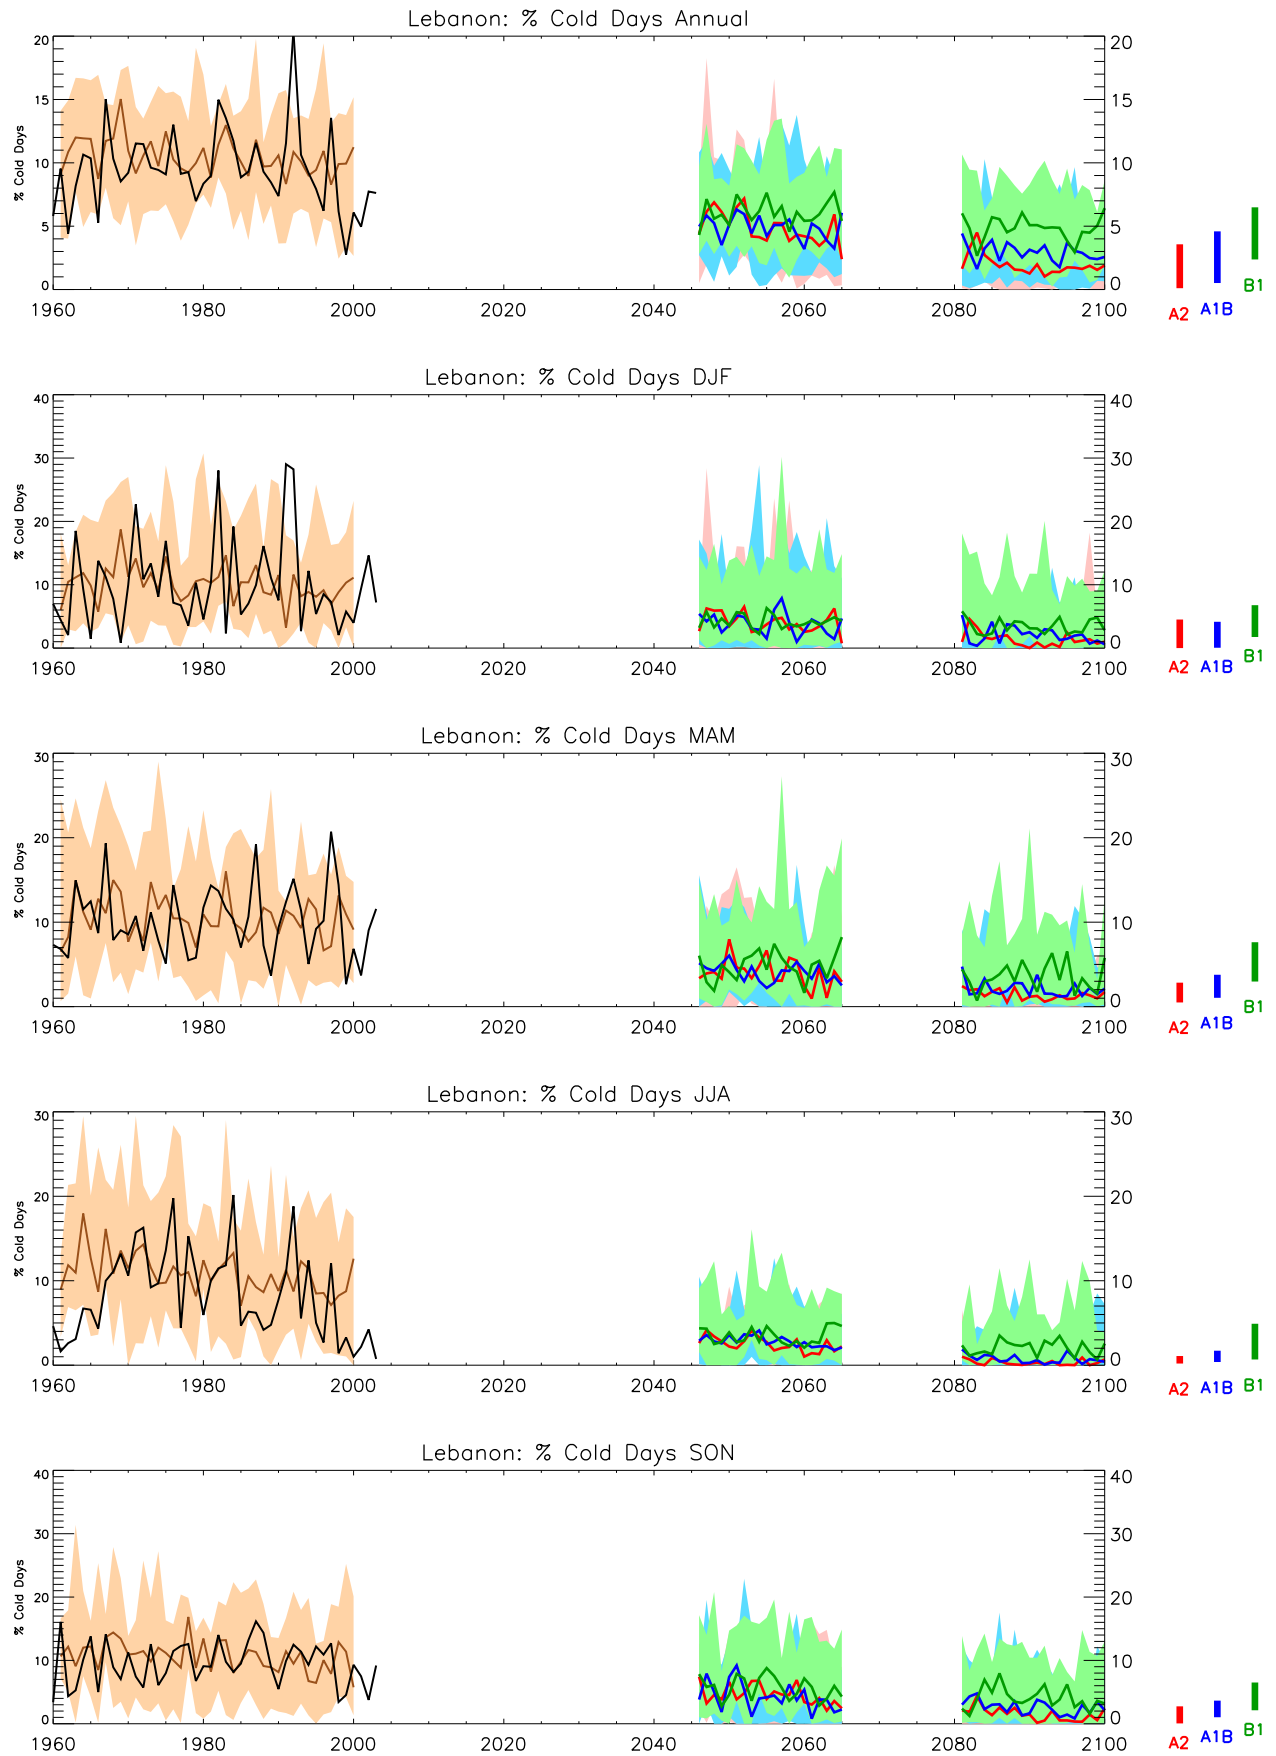 Lebanon: % Cold Days Annual
20 20
15 15
10 10
5 5
0 0
% Cold Days
1960 1980 2000 2020 2040 2060 2080 2100
A2 A1B B1
Lebanon: % Cold Days DJF
40 40
30 30
20 20
10 10
0 0
% Cold Days
1960 1980 2000 2020 2040 2060 2080 2100
A2 A1B B1
Lebanon: % Cold Days MAM
30 30
20 20
10 10
0 0
% Cold Days
1960 1980 2000 2020 2040 2060 2080 2100
A2 A1B B1
Lebanon: % Cold Days JJA
30 30
20 20
10 10
0 0
% Cold Days
1960 1980 2000 2020 2040 2060 2080 2100
A2 A1B B1
Lebanon: % Cold Days SON
40 40
30 30
20 20
10 10
0 0
% Cold Days
1960 1980 2000 2020 2040 2060 2080 2100
A2 A1B B1